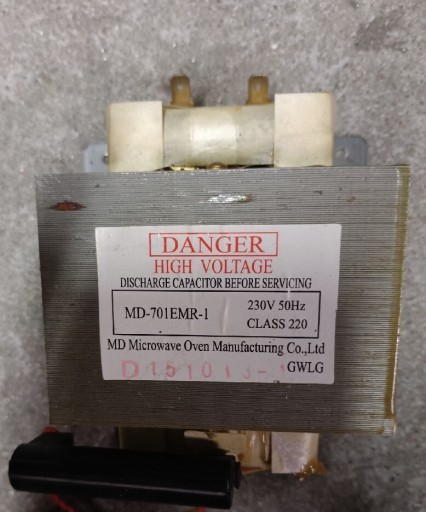 DANGER
HIGH VOLTAGE
DISCHARGE CAPACITOR BEFORE SERVICING
MD-701EMR-1 230V 50Hz
CLASS 220
MD Microwave Oven Manufacturing Co.,Ltd
GWLG